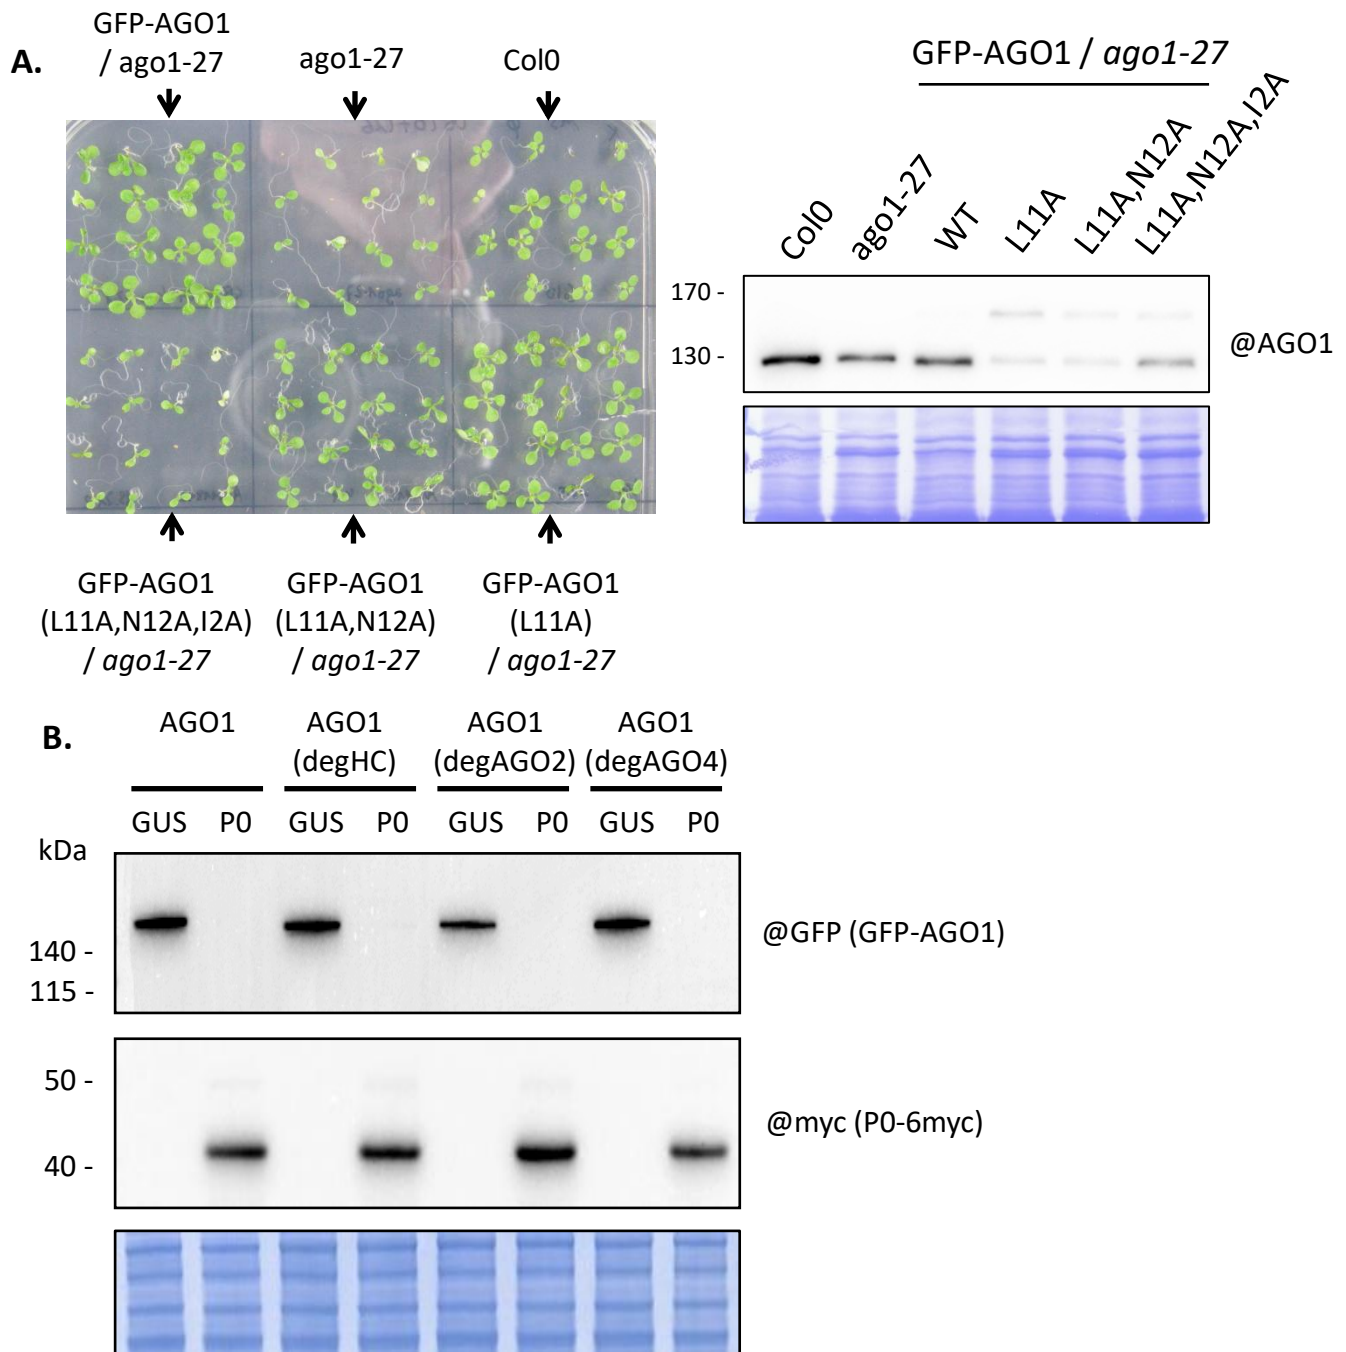 A.
GFP-AGO1
/ ago1-27
ago1-27
Col0
GFP-AGO1
(L11A,N12A,I2A)
/ ago1-27
GFP-AGO1
(L11A,N12A)
/ ago1-27
GFP-AGO1
(L11A)
/ ago1-27
GFP-AGO1 / ago1-27
Col0
ago1-27
WT
L11A
L11A,N12A
L11A,N12A,I2A
170 -
130 -
@AGO1
B.
AGO1
AGO1
(degHC)
AGO1
(degAGO2)
AGO1
(degAGO4)
GUS P0 GUS P0 GUS P0 GUS P0
kDa
140 -
115 -
@GFP (GFP-AGO1)
50 -
40 -
@myc (P0-6myc)